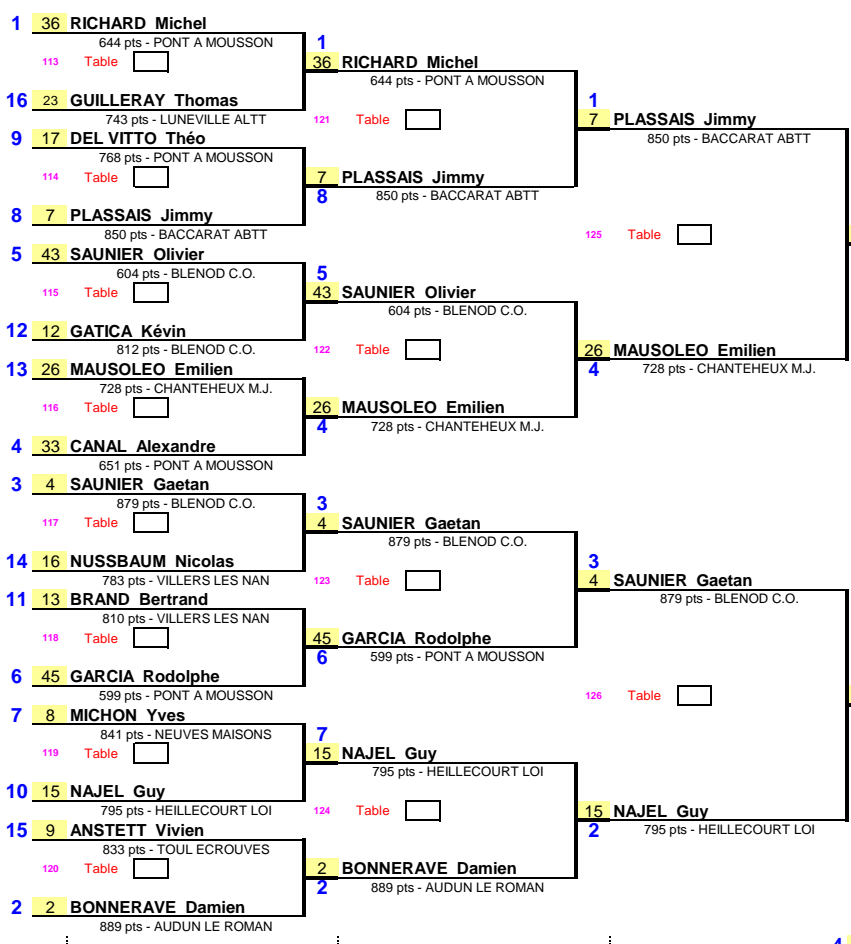 1 36 RICHARD Michel
644 pts - PONT A MOUSSON
113 Table
16 23 GUILLERAY Thomas
743 pts - LUNEVILLE ALTT
9 17 DEL VITTO Théo
768 pts - PONT A MOUSSON
114 Table
8 7 PLASSAIS Jimmy
850 pts - BACCARAT ABTT
5 43 SAUNIER Olivier
604 pts - BLENOD C.O.
115 Table
12 12 GATICA Kévin
812 pts - BLENOD C.O.
13 26 MAUSOLEO Emilien
728 pts - CHANTEHEUX M.J.
116 Table
4 33 CANAL Alexandre
651 pts - PONT A MOUSSON
3 4 SAUNIER Gaetan
879 pts - BLENOD C.O.
117 Table
14 16 NUSSBAUM Nicolas
783 pts - VILLERS LES NAN
11 13 BRAND Bertrand
810 pts - VILLERS LES NAN
118 Table
6 45 GARCIA Rodolphe
599 pts - PONT A MOUSSON
7 8 MICHON Yves
841 pts - NEUVES MAISONS
119 Table
10 15 NAJEL Guy
795 pts - HEILLECOURT LOI
15 9 ANSTETT Vivien
833 pts - TOUL ECROUVES
120 Table
2 2 BONNERAVE Damien
889 pts - AUDUN LE ROMAN
1
36 RICHARD Michel
644 pts - PONT A MOUSSON
121 Table
7 PLASSAIS Jimmy
8 850 pts - BACCARAT ABTT
5
43 SAUNIER Olivier
604 pts - BLENOD C.O.
122 Table
26 MAUSOLEO Emilien
4 728 pts - CHANTEHEUX M.J.
3
4 SAUNIER Gaetan
879 pts - BLENOD C.O.
123 Table
45 GARCIA Rodolphe
6 599 pts - PONT A MOUSSON
7
15 NAJEL Guy
795 pts - HEILLECOURT LOI
124 Table
2 BONNERAVE Damien
2 889 pts - AUDUN LE ROMAN
1
7 PLASSAIS Jimmy
850 pts - BACCARAT ABTT
125 Table
26 MAUSOLEO Emilien
4 728 pts - CHANTEHEUX M.J.
3
4 SAUNIER Gaetan
879 pts - BLENOD C.O.
126 Table
15 NAJEL Guy
2 795 pts - HEILLECOURT LOI